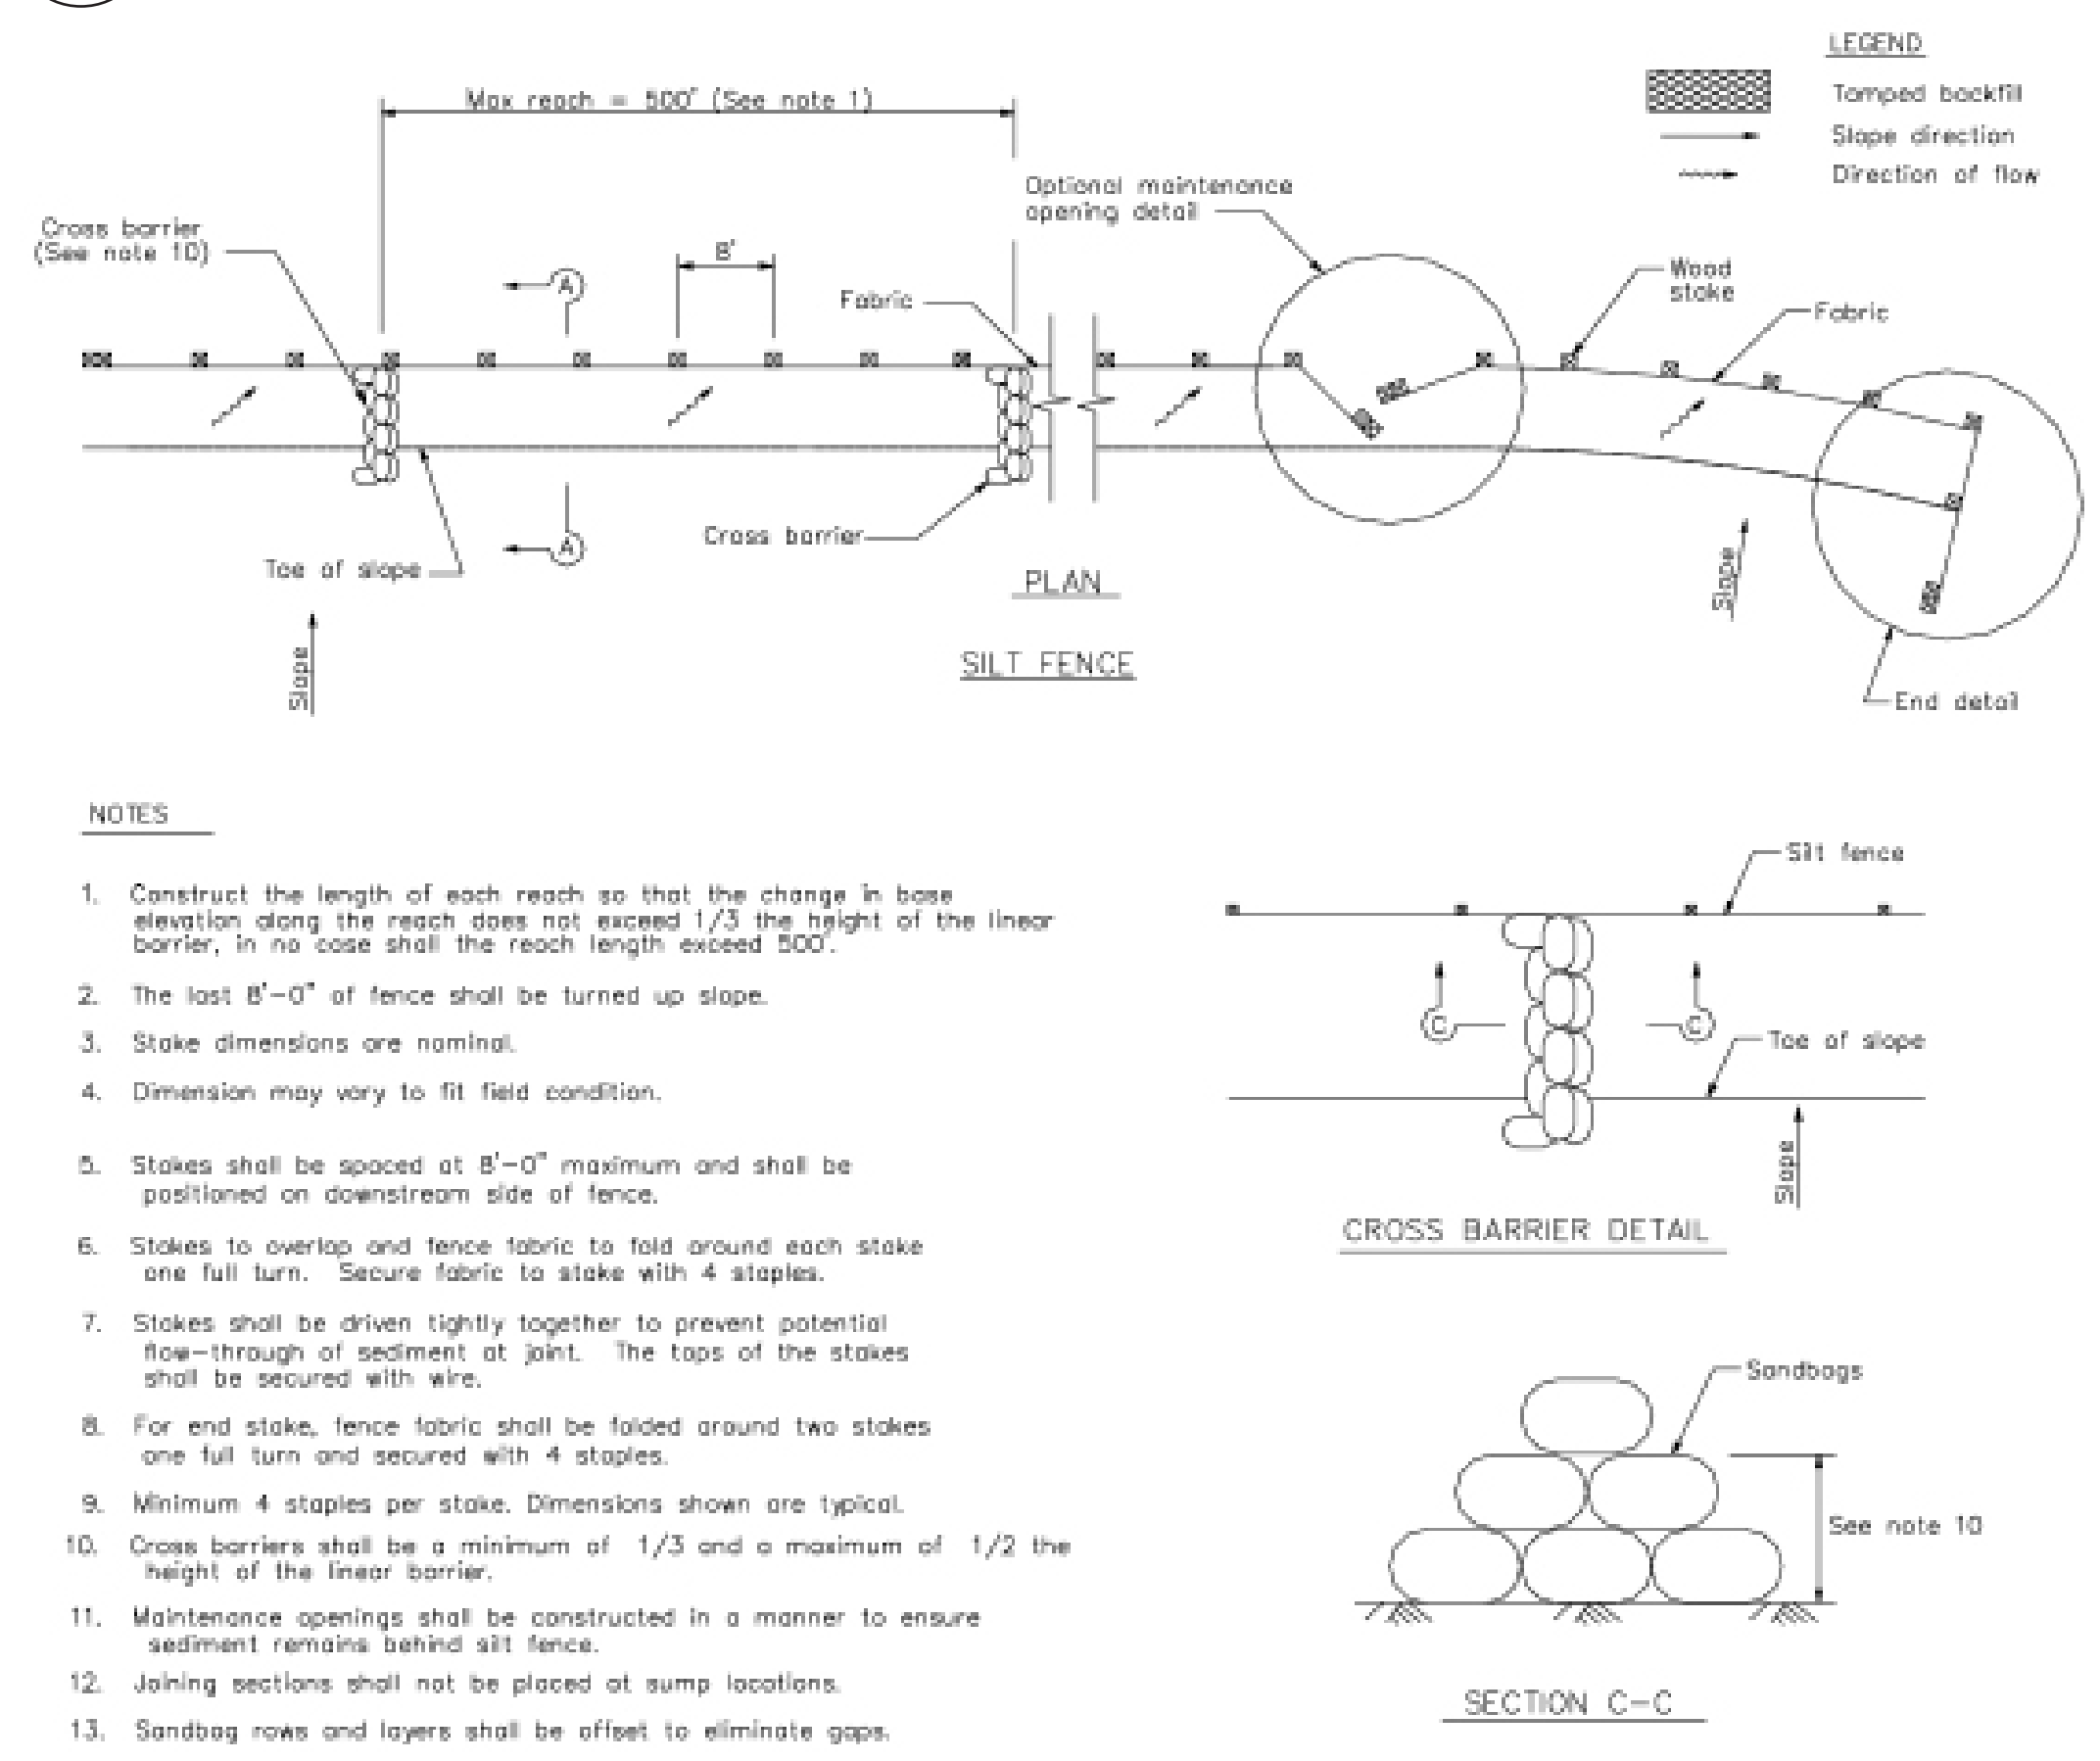 LEGEND
Tamped backfill
Slope direction
Direction of flow
Max reach = 500' (See note 1)
Optional maintenance
opening detail
Cross barrier
(See note 10)
8'
A
Fabric
Wood
stake
Fabric
Cross barrier
A
Toe of slope
PLAN
Slope
Slope
SILT FENCE
End detail
NOTES
1. Construct the length of each reach so that the change in base
elevation along the reach does not exceed 1/3 the height of the linear
barrier, in no case shall the reach length exceed 500'.
2. The last 8'-0" of fence shall be turned up slope.
3. Stake dimensions are nominal.
4. Dimension may vary to fit field condition.
5. Stakes shall be spaced at 8'-0" maximum and shall be
positioned on downstream side of fence.
6. Stakes to overlap and fence fabric to fold around each stake
one full turn. Secure fabric to stake with 4 staples.
7. Stakes shall be driven tightly together to prevent potential
flow-through of sediment at joint. The tops of the stakes
shall be secured with wire.
8. For end stake, fence fabric shall be folded around two stakes
one full turn and secured with 4 staples.
9. Minimum 4 staples per stake. Dimensions shown are typical.
10. Cross barriers shall be a minimum of 1/3 and a maximum of 1/2 the
height of the linear barrier.
11. Maintenance openings shall be constructed in a manner to ensure
sediment remains behind silt fence.
12. Joining sections shall not be placed at sump locations.
13. Sandbag rows and layers shall be offset to eliminate gaps.
Silt fence
C
C
Toe of slope
Slope
CROSS BARRIER DETAIL
Sandbags
See note 10
SECTION C-C